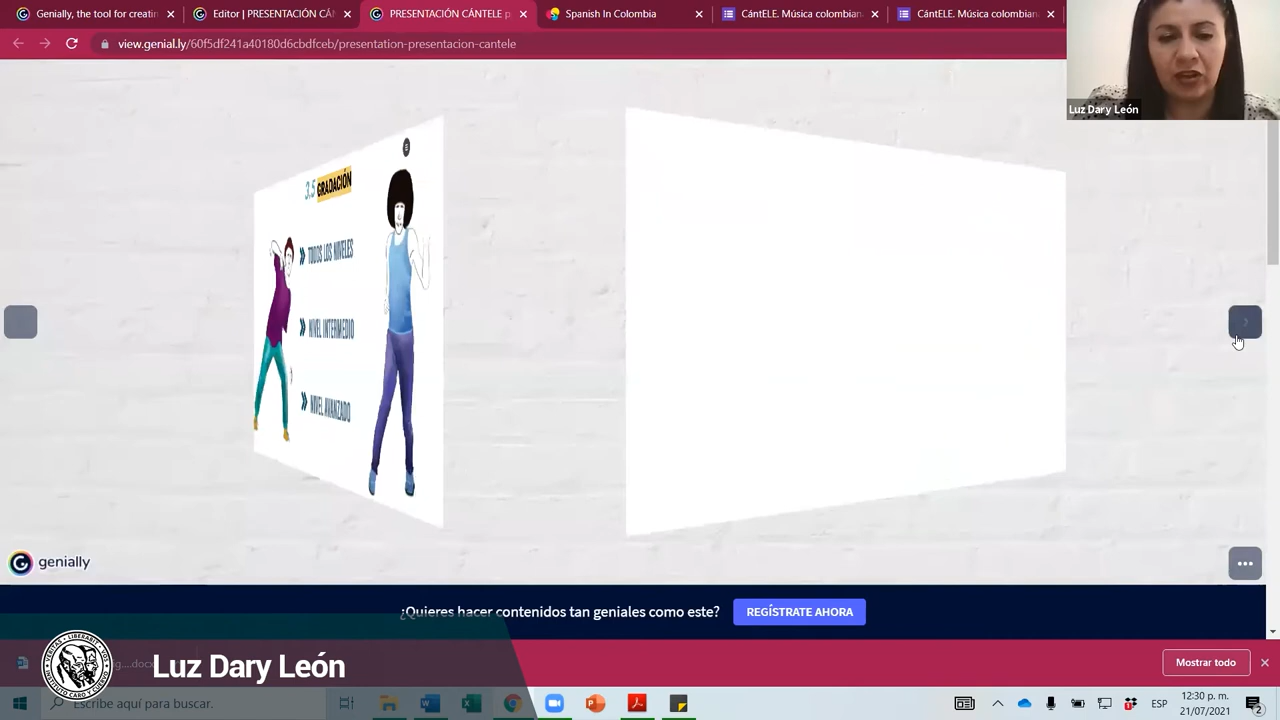 Genially, the tool for creatin
Editor | PRESENTACIÓN CÁN
PRESENTACIÓN CÁNTELE p
Spanish In Colombia
CántELE. Música colombian
CántELE. Música colombian
view.genial.ly/60f5df241a40180d6cbdfceb/presentation-presentacion-cantele
Luz Dary León
3.5 GRADACIÓN
TODOS LOS NIVELES
NIVEL INTERMEDIO
NIVEL AVANZADO
genially
¿Quieres hacer contenidos tan geniales como este?
REGÍSTRATE AHORA
g....docx
Luz Dary León
Mostrar todo
Escribe aquí para buscar.
ESP
12:30 p. m.
21/07/2021
2